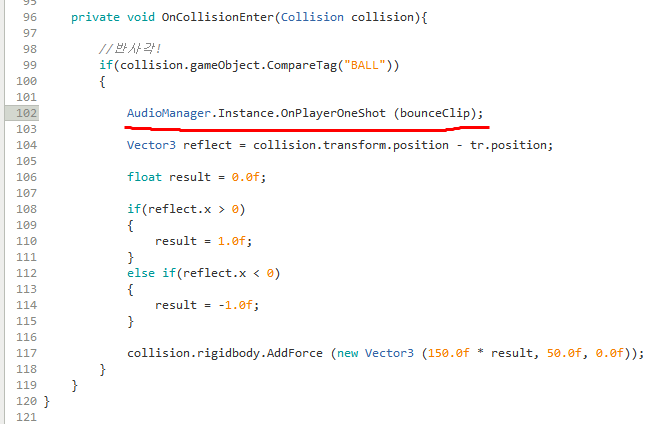 95
96 private void OnCollisionEnter(Collision collision){
97
98 //반사각!
99 if(collision.gameObject.CompareTag("BALL"))
100 {
101
102 AudioManager.Instance.OnPlayerOneShot (bounceClip);
103
104 Vector3 reflect = collision.transform.position - tr.position;
105
106 float result = 0.0f;
107
108 if(reflect.x > 0)
109 {
110 result = 1.0f;
111 }
112 else if(reflect.x < 0)
113 {
114 result = -1.0f;
115 }
116
117 collision.rigidbody.AddForce (new Vector3 (150.0f * result, 50.0f, 0.0f));
118 }
119 }
120 }
121